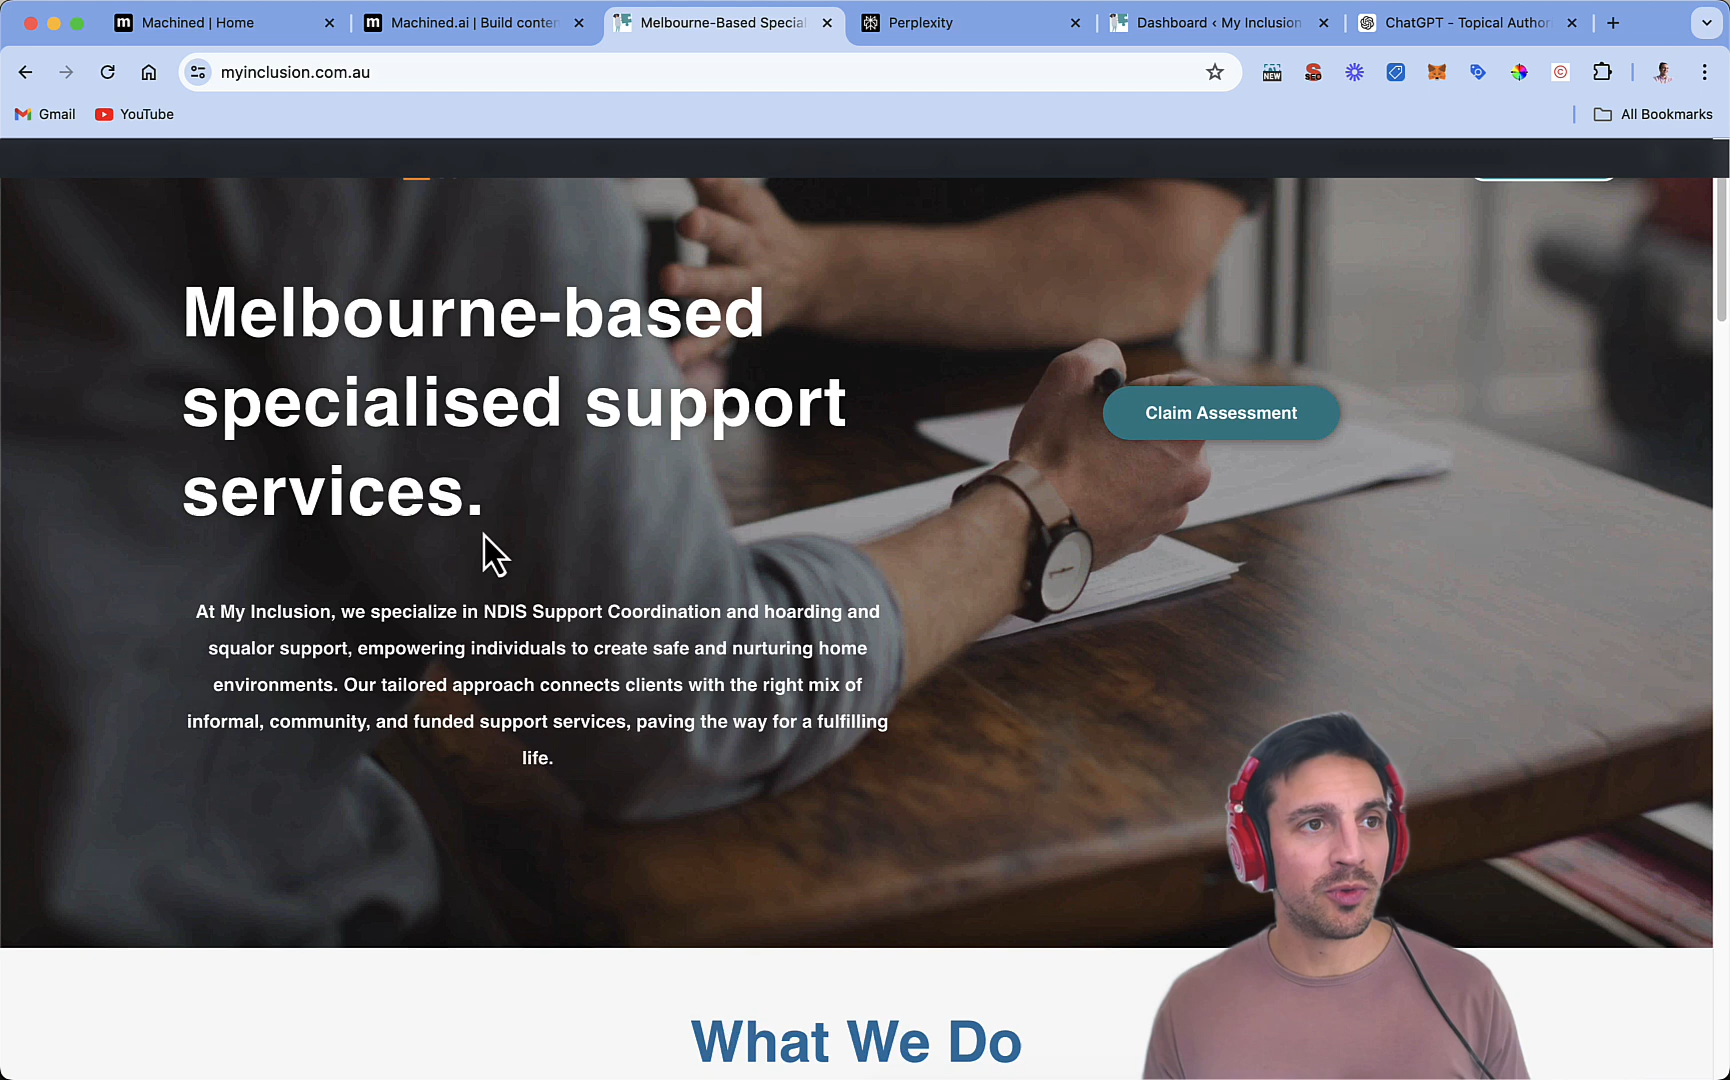 Machined | Home
Machined.ai | Build conten
Melbourne-Based Special
Perplexity
Dashboard ‹ My Inclusion
ChatGPT - Topical Author
myinclusion.com.au
NEW
SEO
Gmail
YouTube
All Bookmarks
Melbourne-based
specialised support
services.
Claim Assessment
At My Inclusion, we specialize in NDIS Support Coordination and hoarding and
squalor support, empowering individuals to create safe and nurturing home
environments. Our tailored approach connects clients with the right mix of
informal, community, and funded support services, paving the way for a fulfilling
life.
What We Do